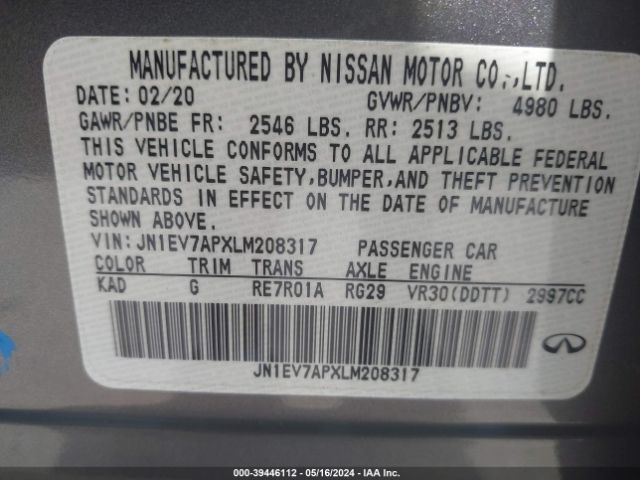 MANUFACTURED BY NISSAN MOTOR CO.,LTD.
DATE: 02/20 GVWR/PNBV: 4980 LBS.
GAWR/PNBE FR: 2546 LBS. RR: 2513 LBS.
THIS VEHICLE CONFORMS TO ALL APPLICABLE FEDERAL
MOTOR VEHICLE SAFETY,BUMPER,AND THEFT PREVENTION
STANDARDS IN EFFECT ON THE DATE OF MANUFACTURE
SHOWN ABOVE.
VIN: JN1EV7APXLM208317 PASSENGER CAR
COLOR TRIM TRANS AXLE ENGINE
KAD G RE7R01A RG29 VR30(DDTT) 2997CC
JN1EV7APXLM208317
000-39446112 - 05/16/2024 - IAA Inc.